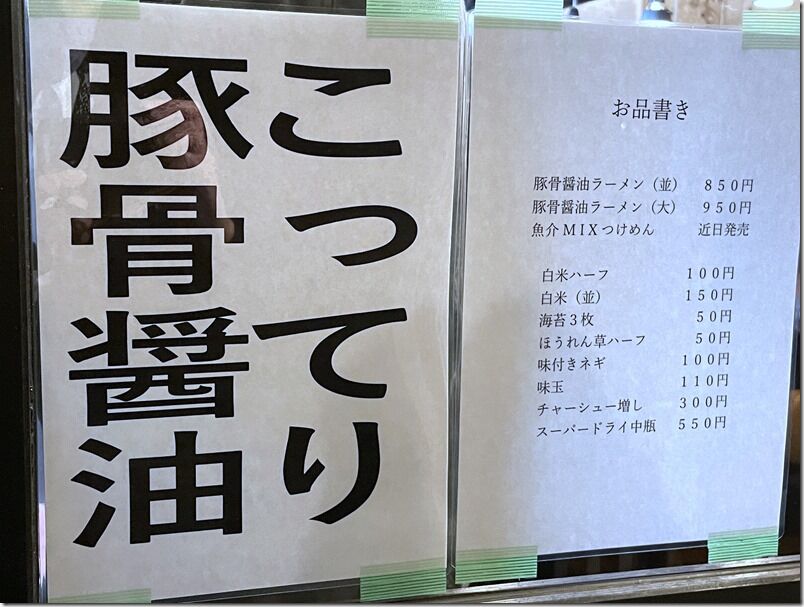 こってり
豚骨醤油
お品書き
豚骨醤油ラーメン（並） ８５０円
豚骨醤油ラーメン（大） ９５０円
魚介ＭＩＸつけめん 近日発売
白米ハーフ １００円
白米（並） １５０円
海苔３枚 ５０円
ほうれん草ハーフ ５０円
味付きネギ １００円
味玉 １１０円
チャーシュー増し ３００円
スーパードライ中瓶 ５５０円